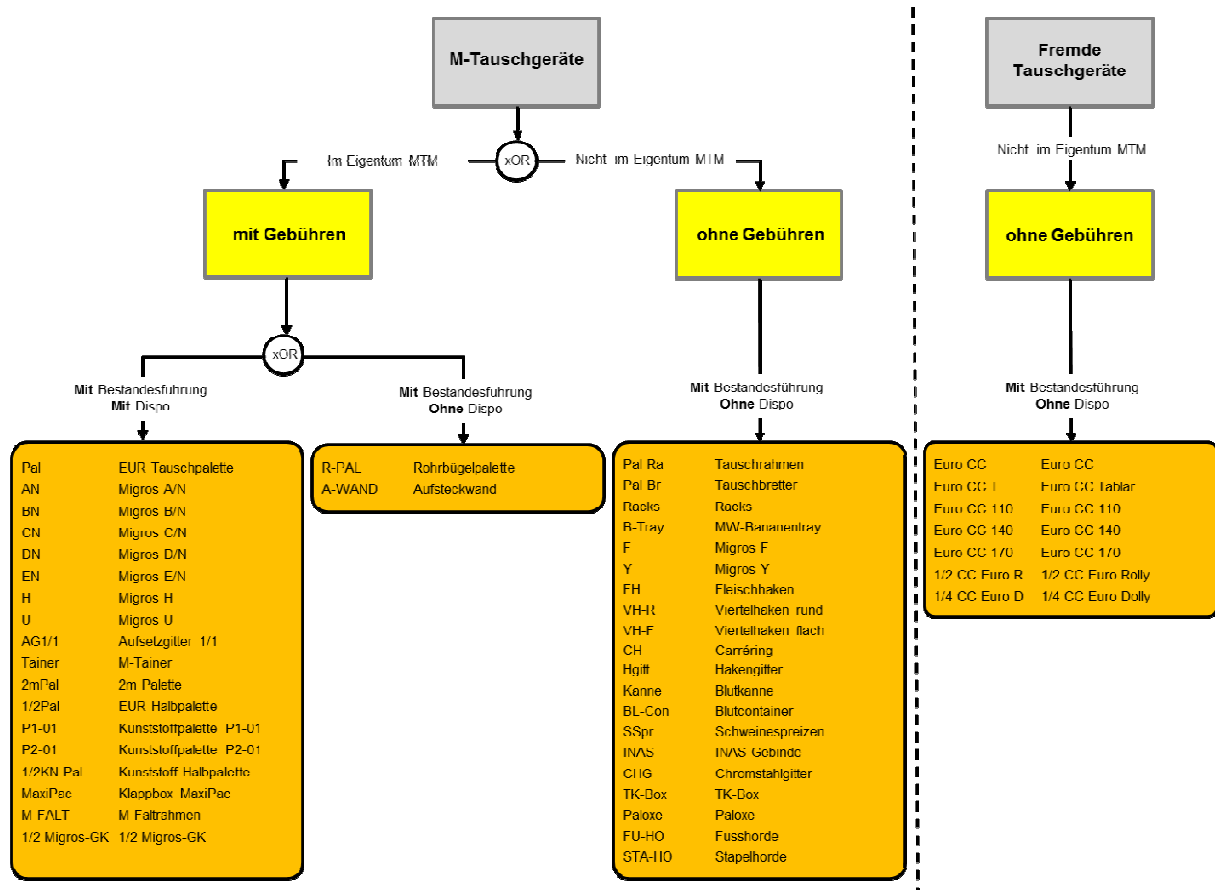 M-Tauschgeräte
Fremde
Tauschgeräte
Im Eigentum MTM
xOR
Nicht im Eigentum MTM
Nicht im Eigentum MTM
mit Gebühren
ohne Gebühren
ohne Gebühren
xOR
Mit Bestandesführung
Mit Dispo
Mit Bestandesführung
Ohne Dispo
Mit Bestandesführung
Ohne Dispo
Mit Bestandesführung
Ohne Dispo
Pal EUR Tauschpalette
AN Migros A/N
BN Migros B/N
CN Migros C/N
DN Migros D/N
EN Migros E/N
H Migros H
U Migros U
AG1/1 Aufsetzgitter 1/1
Tainer M-Tainer
2mPal 2m Palette
1/2Pal EUR Halbpalette
P1-01 Kunststoffpalette P1-01
P2-01 Kunststoffpalette P2-01
1/2KN Pal Kunststoff Halbpalette
MaxiPac Klappbox MaxiPac
M FALT M Faltrahmen
1/2 Migros-GK 1/2 Migros-GK
R-PAL Rohrbügelpalette
A-WAND Aufsteckwand
Pal Ra Tauschrahmen
Pal Br Tauschbretter
Racks Racks
B-Tray MW-Bananentray
F Migros F
Y Migros Y
FH Fleischhaken
VH-R Viertelhaken rund
VH-F Viertelhaken flach
CH Carréring
Hgitt Hakengitter
Kanne Blutkanne
BL-Con Blutcontainer
SSpr Schweinespreizen
INAS INAS Gebinde
CHG Chromstahlgitter
TK-Box TK-Box
Paloxe Paloxe
FU-HO Fusshorde
STA-HO Stapelhorde
Euro CC Euro CC
Euro CC T Euro CC Tablar
Euro CC 110 Euro CC 110
Euro CC 140 Euro CC 140
Euro CC 170 Euro CC 170
1/2 CC Euro R 1/2 CC Euro Rolly
1/4 CC Euro D 1/4 CC Euro Dolly